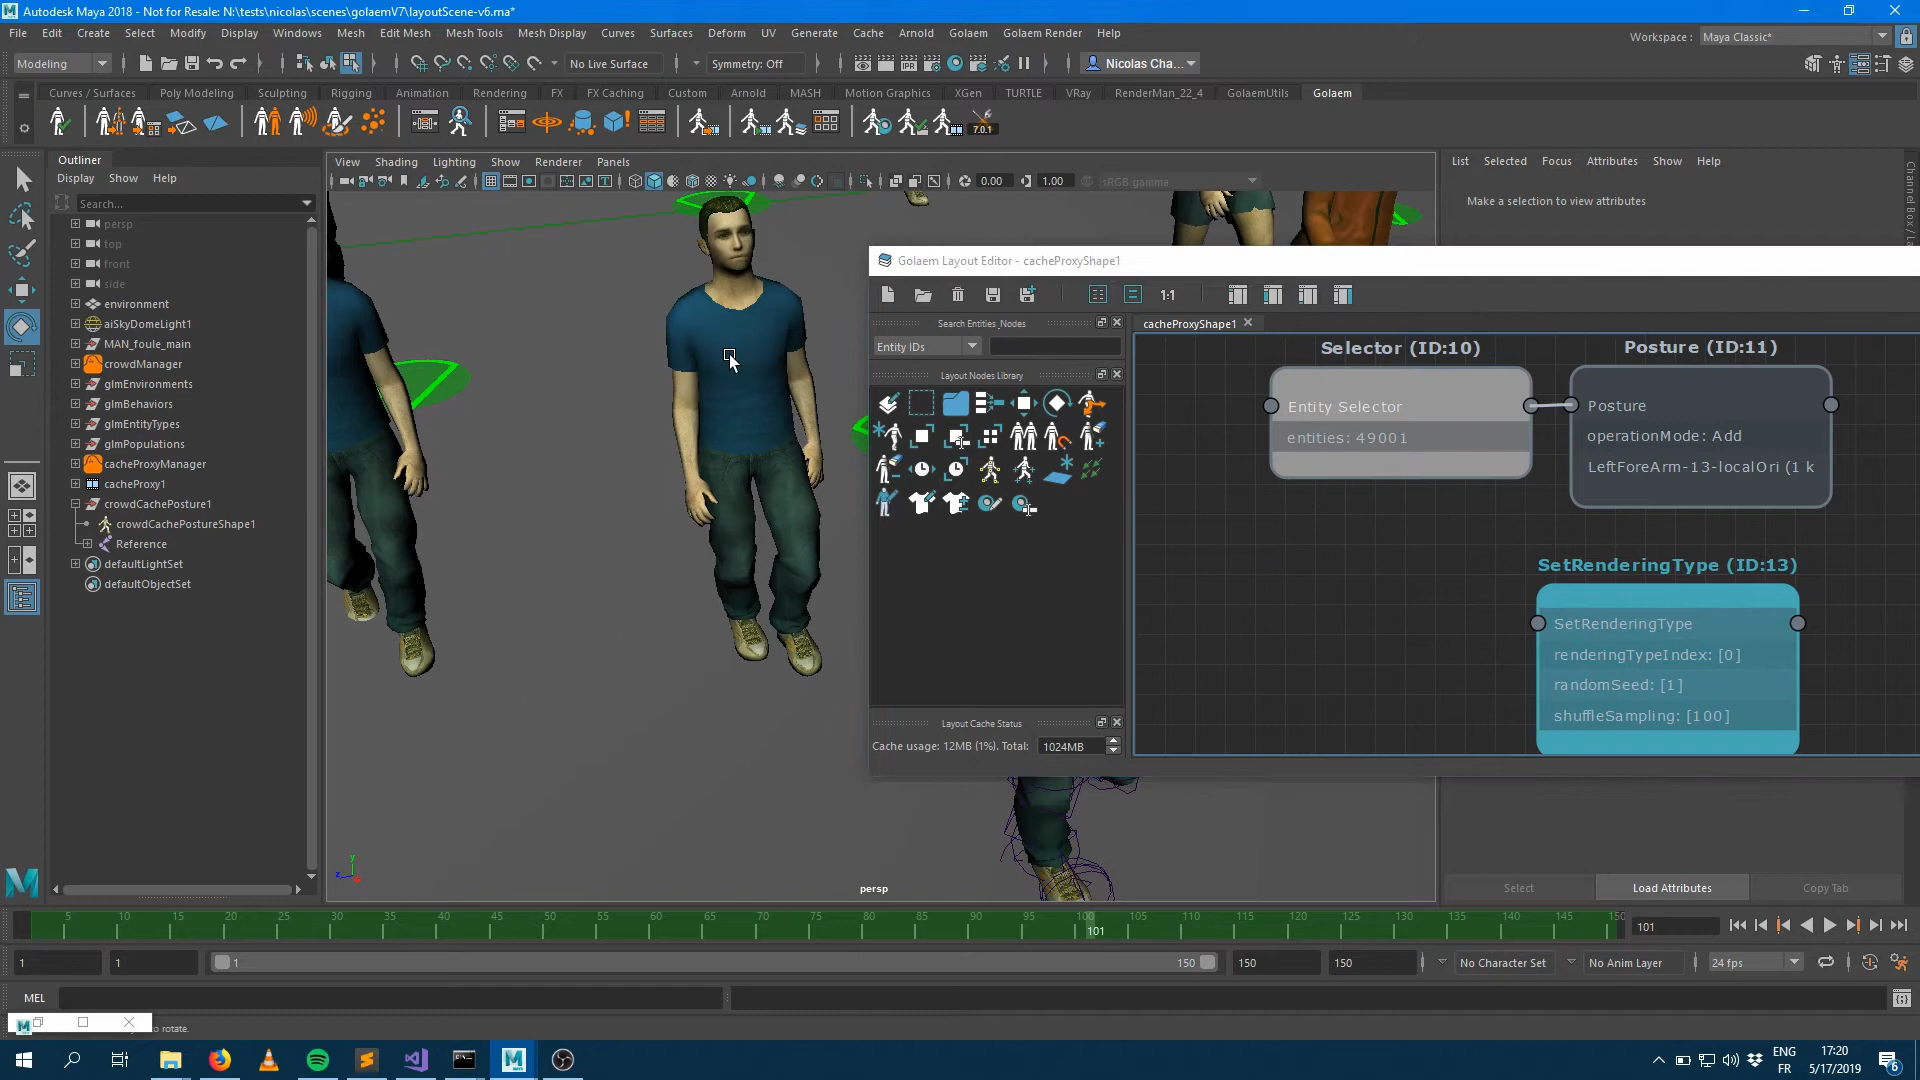 Autodesk Maya 2018 - Not for Resale: N:\tests\nicolas\scenes\golaemV7\layoutScene-v6.ma*
File Edit Create Select Modify Display Windows Mesh Edit Mesh Mesh Tools Mesh Display Curves Surfaces Deform UV Generate Cache Arnold Golaem Golaem Render Help
Workspace : Maya Classic*
Modeling
No Live Surface
Symmetry: Off
Nicolas Cha...
Curves / Surfaces Poly Modeling Sculpting Rigging Animation Rendering FX FX Caching Custom Arnold MASH Motion Graphics XGen TURTLE VRay RenderMan_22_4 GolaemUtils Golaem
7.0.1
Outliner
Display Show Help
Search...
persp
top
front
side
environment
aiSkyDomeLight1
MAN_foule_main
crowdManager
glmEnvironments
glmBehaviors
glmEntityTypes
glmPopulations
cacheProxyManager
cacheProxy1
crowdCachePosture1
crowdCachePostureShape1
Reference
defaultLightSet
defaultObjectSet
View Shading Lighting Show Renderer Panels
0.00 1.00 sRGB gamma
persp
y
z
List Selected Focus Attributes Show Help
Make a selection to view attributes
Golaem Layout Editor - cacheProxyShape1
1:1
Search Entities_Nodes
Entity IDs
Layout Nodes Library
Layout Cache Status
Cache usage: 12MB (1%). Total: 1024MB
cacheProxyShape1
Selector (ID:10)
Entity Selector
entities: 49001
Posture (ID:11)
Posture
operationMode: Add
LeftForeArm-13-localOri (1 k
SetRenderingType (ID:13)
SetRenderingType
renderingTypeIndex: [0]
randomSeed: [1]
shuffleSampling: [100]
Select Load Attributes Copy Tab
5 10 15 20 25 30 35 40 45 50 55 60 65 70 75 80 85 90 95 100 105 110 115 120 125 130 135 140 145 150
101
101
1 1 1 150 150 150 No Character Set No Anim Layer 24 fps
MEL
to rotate.
ENG
FR
17:20
5/17/2019
6